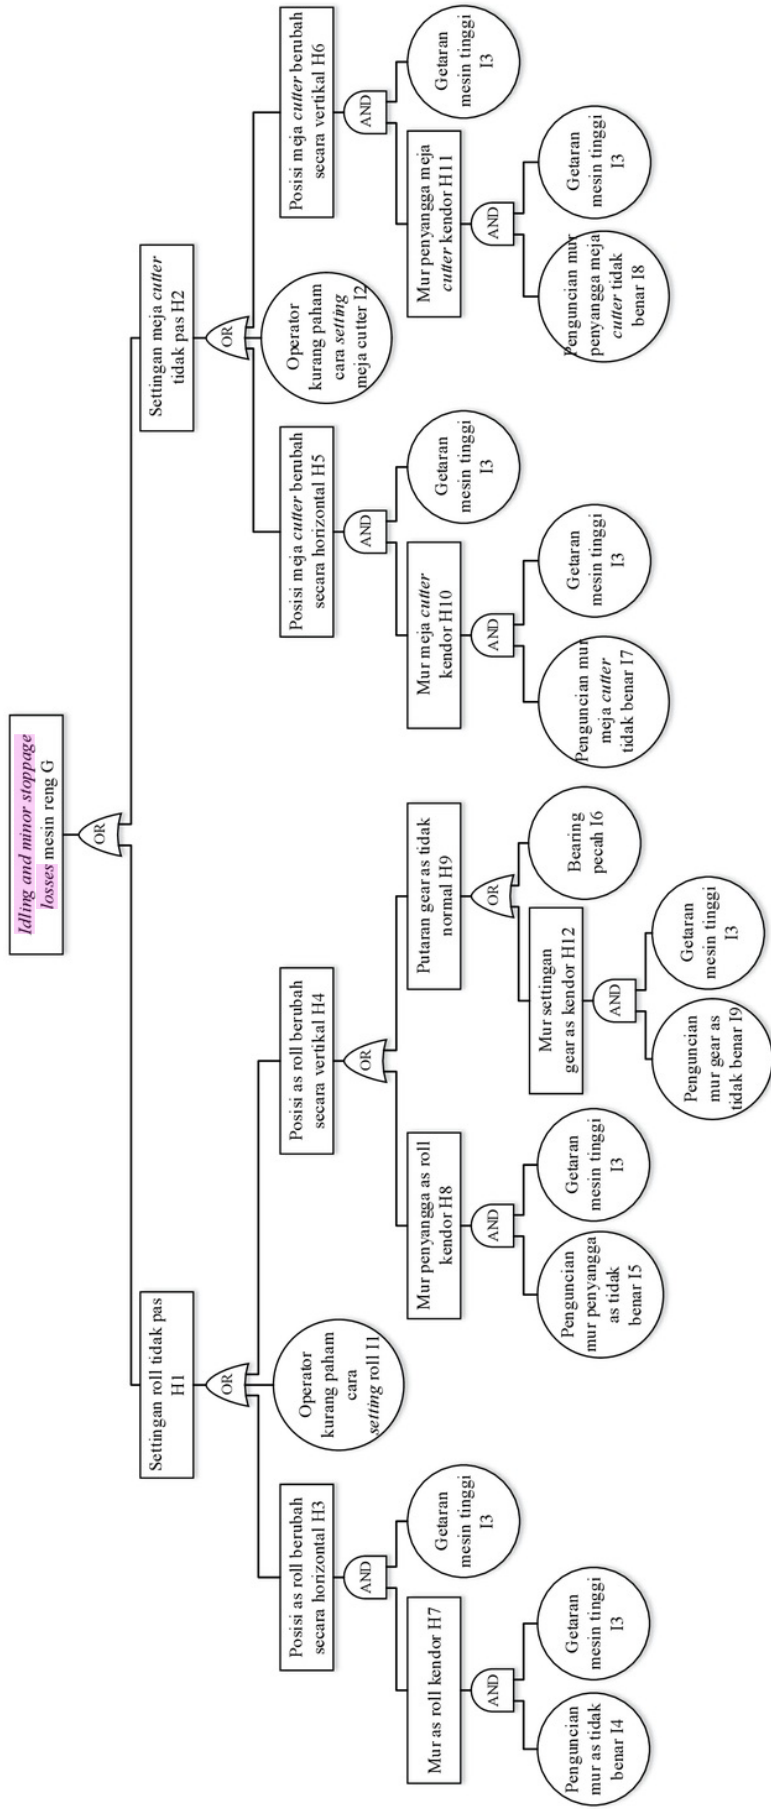 Idling and minor stoppage
losses mesin reng G
OR
Settingan roll tidak pas
H1
Settingan meja cutter
tidak pas H2
OR
OR
Posisi as roll berubah
secara horizontal H3
Operator
kurang paham
cara
setting roll I1
Posisi as roll berubah
secara vertikal H4
Posisi meja cutter berubah
secara horizontal H5
Operator
kurang paham
cara setting
meja cutter I2
Posisi meja cutter berubah
secara vertikal H6
AND
OR
AND
AND
Mur as roll kendor H7
Getaran
mesin tinggi
I3
Mur penyangga as roll
kendor H8
Putaran gear as tidak
normal H9
Mur meja cutter
kendor H10
Getaran
mesin tinggi
I3
Mur penyangga meja
cutter kendor H11
Getaran
mesin tinggi
I3
AND
AND
OR
AND
AND
Penguncian
mur as tidak
benar I4
Getaran
mesin tinggi
I3
Penguncian
mur penyangga
as tidak
benar I5
Getaran
mesin tinggi
I3
Mur settingan
gear as kendor H12
Bearing
pecah I6
Penguncian mur
meja cutter
tidak benar I7
Getaran
mesin tinggi
I3
Penguncian mur
penyangga meja
cutter tidak
benar I8
Getaran
mesin tinggi
I3
AND
Penguncian
mur gear as
tidak benar I9
Getaran
mesin tinggi
I3